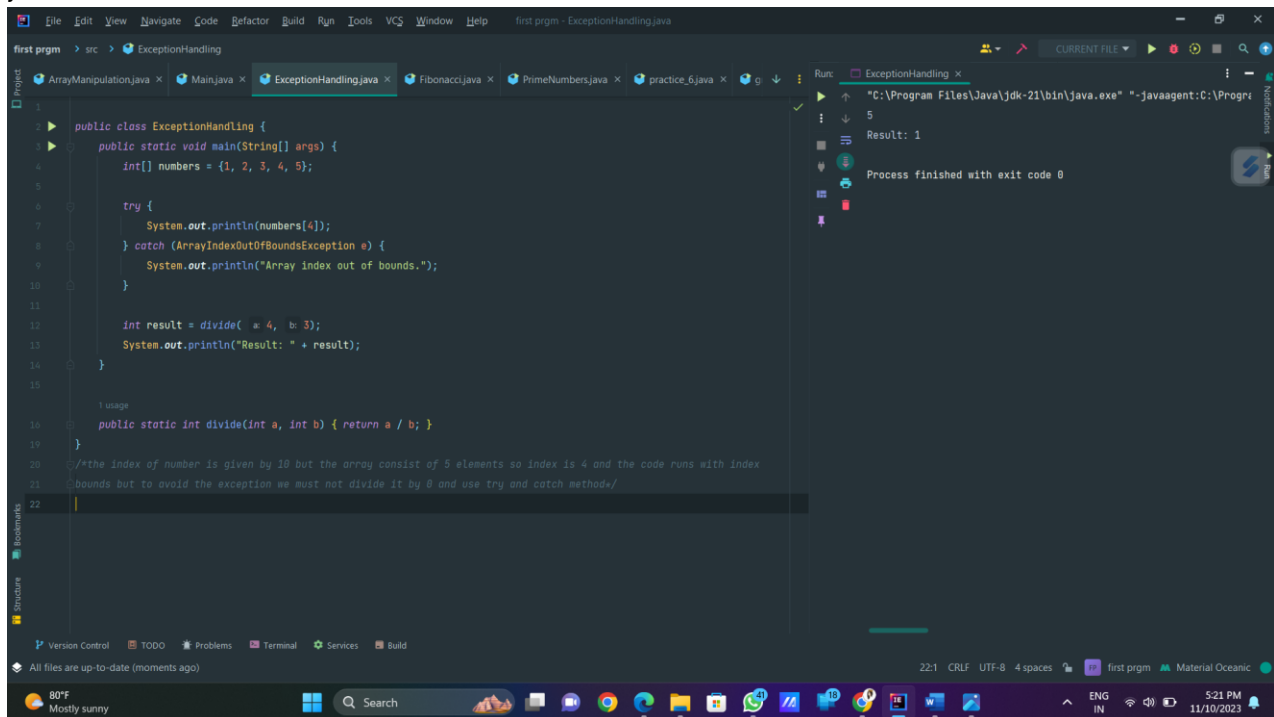 File Edit View Navigate Code Refactor Build Run Tools VCS Window Help first prgm - ExceptionHandling.java
first prgm > src > ExceptionHandling CURRENT FILE
Project ArrayManipulation.java × Main.java × ExceptionHandling.java × Fibonacci.java × PrimeNumbers.java × practice_6.java × g Run: ExceptionHandling × Notifications
1
2 public class ExceptionHandling {
3 public static void main(String[] args) {
4 int[] numbers = {1, 2, 3, 4, 5};
5
6 try {
7 System.out.println(numbers[4]);
8 } catch (ArrayIndexOutOfBoundsException e) {
9 System.out.println("Array index out of bounds.");
10 }
11
12 int result = divide( a: 4, b: 3);
13 System.out.println("Result: " + result);
14 }
15
1 usage
16 public static int divide(int a, int b) { return a / b; }
19 }
20 /*the index of number is given by 10 but the array consist of 5 elements so index is 4 and the code runs with index
21 bounds but to avoid the exception we must not divide it by 0 and use try and catch method*/
22
"C:\Program Files\Java\jdk-21\bin\java.exe" "-javaagent:C:\Progra
5
Result: 1
Process finished with exit code 0
Run
Bookmarks
Structure
Version Control TODO Problems Terminal Services Build
All files are up-to-date (moments ago) 22:1 CRLF UTF-8 4 spaces FP first prgm Material Oceanic
80°F
Mostly sunny
Search 41 18 ENG
IN
5:21 PM
11/10/2023